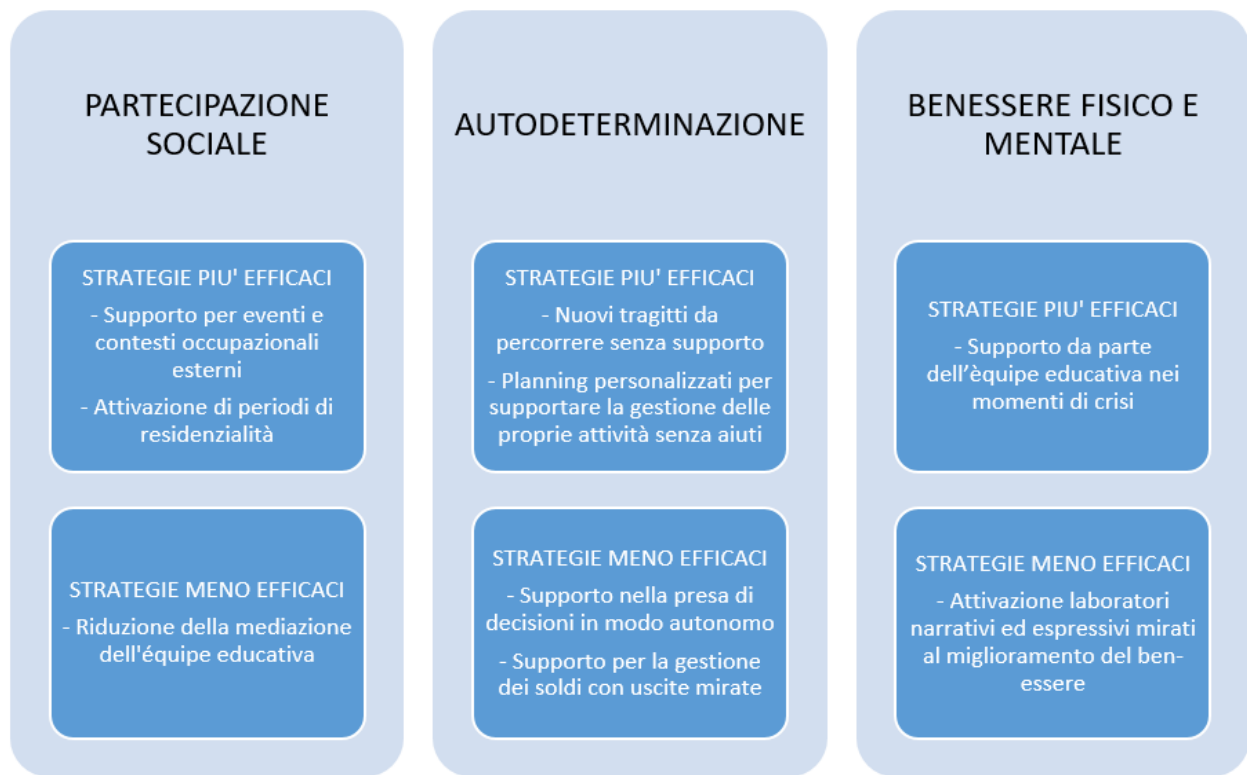 PARTECIPAZIONE
SOCIALE
STRATEGIE PIU' EFFICACI
- Supporto per eventi e
contesti occupazionali
esterni
- Attivazione di periodi di
residenzialità
STRATEGIE MENO EFFICACI
- Riduzione della mediazione
dell'équipe educativa
AUTODETERMINAZIONE
STRATEGIE PIU' EFFICACI
- Nuovi tragitti da
percorrere senza supporto
- Planning personalizzati per
supportare la gestione delle
proprie attività senza aiuti
STRATEGIE MENO EFFICACI
- Supporto nella presa di
decisioni in modo autonomo
- Supporto per la gestione
dei soldi con uscite mirate
BENESSERE FISICO E
MENTALE
STRATEGIE PIU' EFFICACI
- Supporto da parte
dell’èquipe educativa nei
momenti di crisi
STRATEGIE MENO EFFICACI
- Attivazione laboratori
narrativi ed espressivi mirati
al miglioramento del ben-
essere